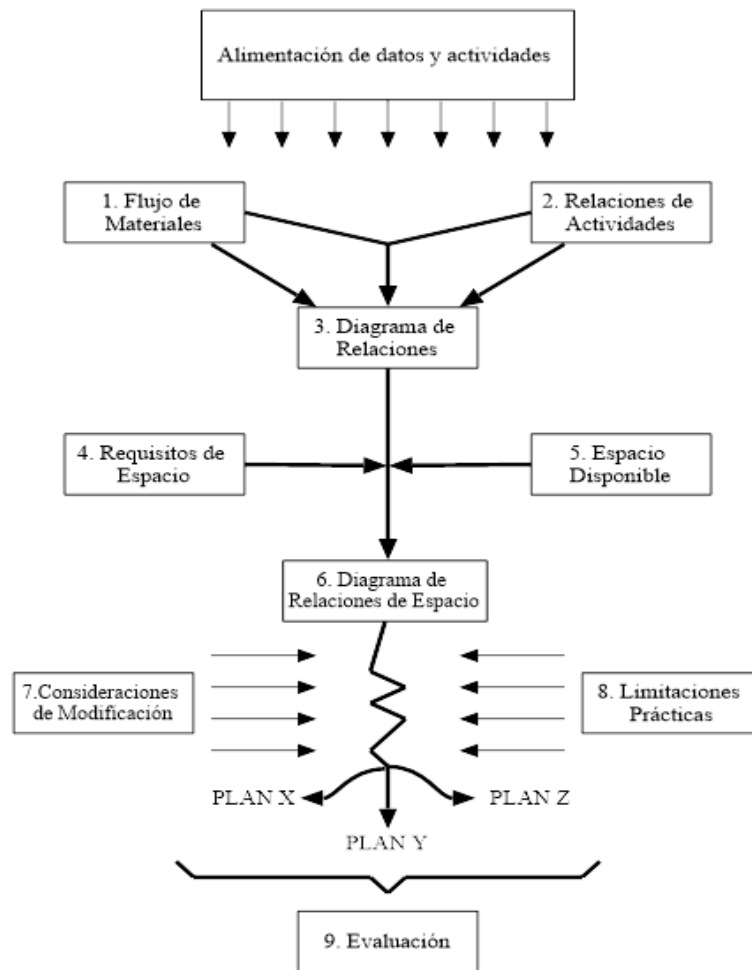 Alimentación de datos y actividades
1. Flujo de
Materiales
2. Relaciones de
Actividades
3. Diagrama de
Relaciones
4. Requisitos de
Espacio
5. Espacio
Disponible
6. Diagrama de
Relaciones de Espacio
7.Consideraciones
de Modificación
8. Limitaciones
Prácticas
PLAN X
PLAN Z
PLAN Y
9. Evaluación